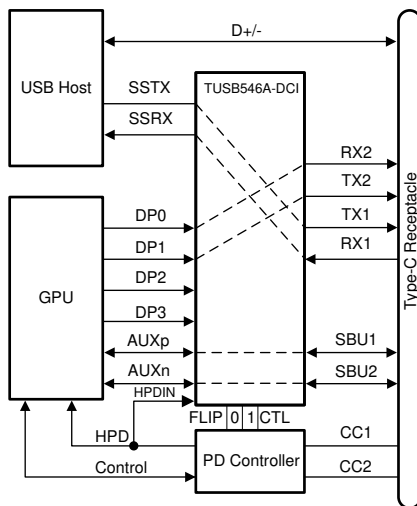 D+/-
USB Host
SSTX
SSRX
TUSB546A-DCI
RX2
TX2
TX1
RX1
Type-C Receptacle
GPU
DP0
DP1
DP2
DP3
AUXp
AUXn
SBU1
SBU2
HPDIN
FLIP 0 1 CTL
HPD
Control
PD Controller
CC1
CC2